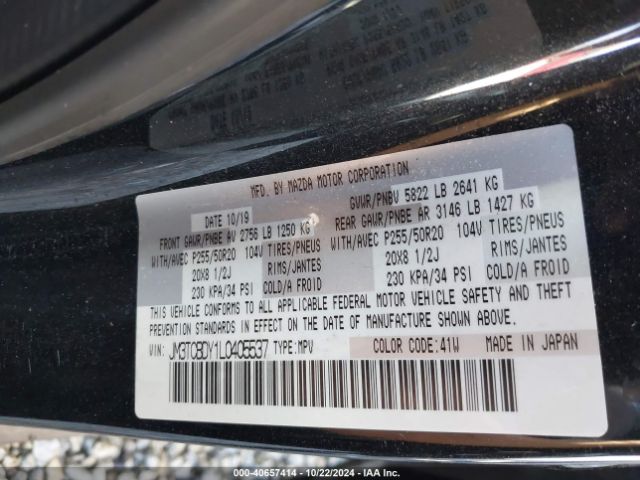 MFD. BY MAZDA MOTOR CORPORATION
DATE 10/19 GVWR/PNBV 5822 LB 2641 KG
FRONT GAWR/PNBE AV 2756 LB 1250 KG REAR GAWR/PNBE AR 3146 LB 1427 KG
WITH/AVEC P255/50R20 104V TIRES/PNEUS WITH/AVEC P255/50R20 104V TIRES/PNEUS
20X8 1/2J RIMS/JANTES 20X8 1/2J RIMS/JANTES
230 KPA/34 PSI COLD/A FROID 230 KPA/34 PSI COLD/A FROID
THIS VEHICLE CONFORMS TO ALL APPLICABLE FEDERAL MOTOR VEHICLE SAFETY AND THEFT
PREVENTION STANDARDS IN EFFECT ON THE DATE OF MANUFACTURE SHOWN ABOVE.
VIN: JM3TCBDY1L0405537 TYPE:MPV COLOR CODE:41W MADE IN JAPAN
000-40657414 - 10/22/2024 - IAA Inc.